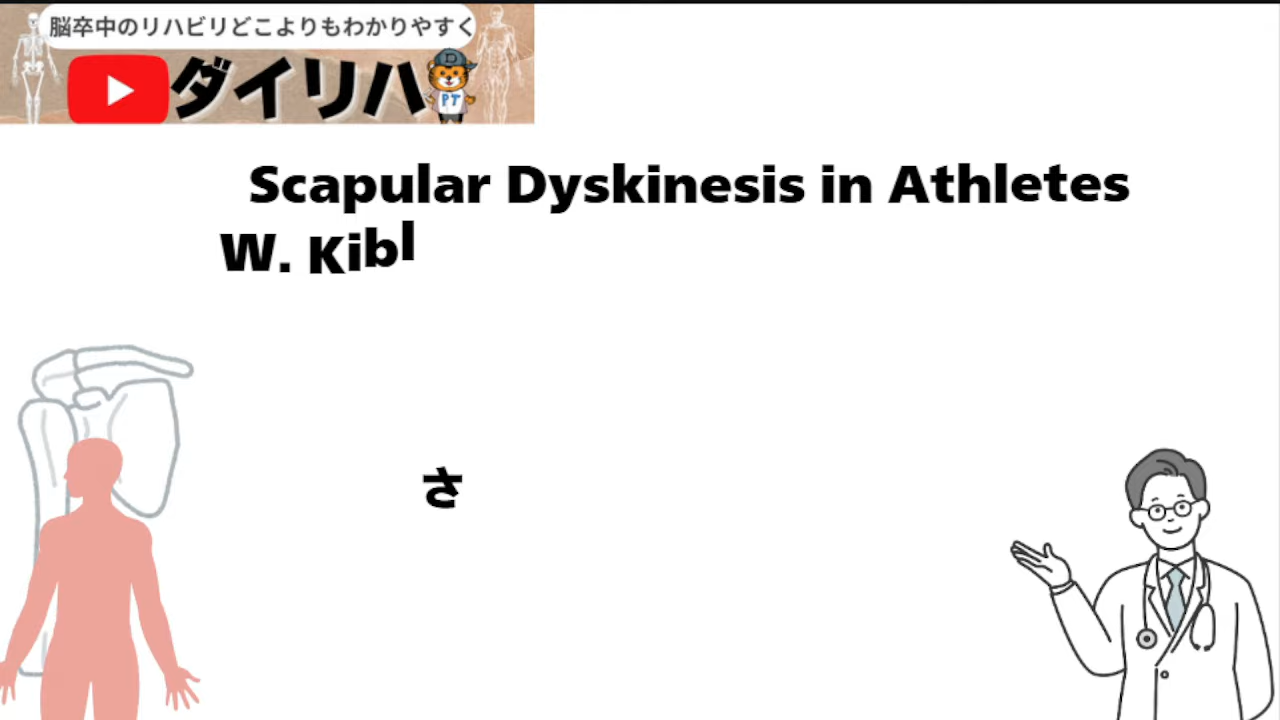 脳卒中のリハビリどこよりもわかりやすく
ダイリハ
D
PT
Scapular Dyskinesis in Athletes
W. Kibl
さ